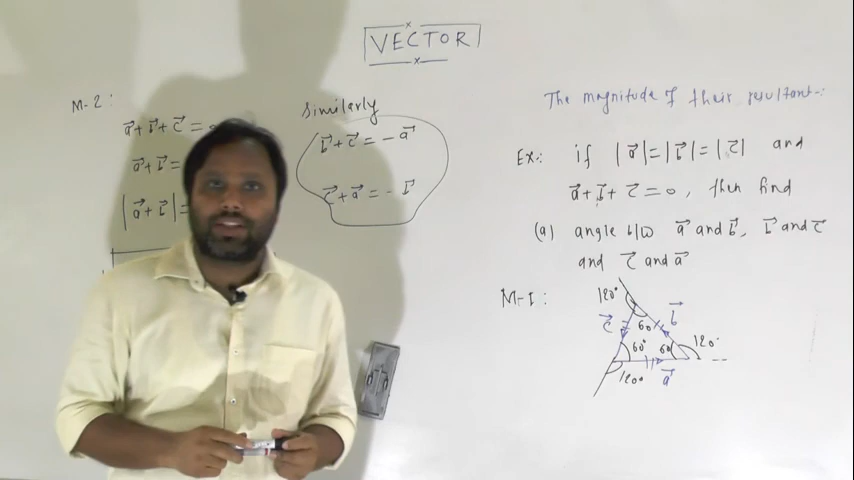 VECTOR
M-2:
a⃗+b⃗+c⃗=
a⃗+b⃗=
|a⃗+b⃗|=
Similarly
b⃗+c⃗=-a⃗
c⃗+a⃗=-b⃗
The magnitude of their resultant-:
Ex:- if |a⃗|=|b⃗|=|c⃗| and
a⃗+b⃗+c⃗=0, then find
(a) angle b/w a⃗ and b⃗, b⃗ and c⃗
and c⃗ and a⃗
M-1:
120°
c⃗ 60 b⃗
60° 60 120°
120° a⃗